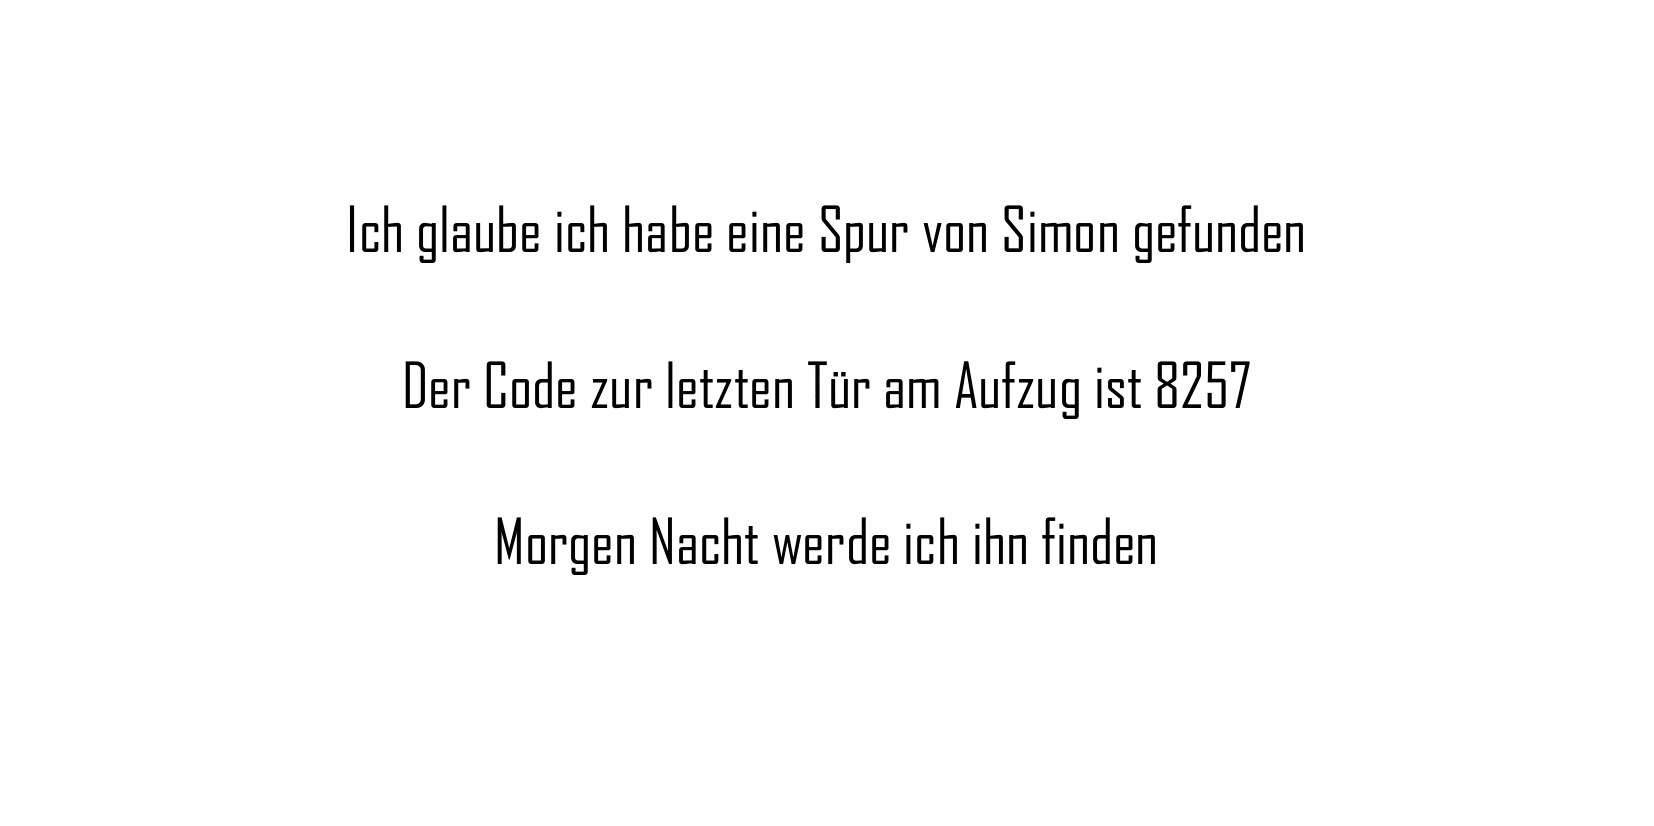 Ich glaube ich habe eine Spur von Simon gefunden
Der Code zur letzten Tür am Aufzug ist 8257
Morgen Nacht werde ich ihn finden